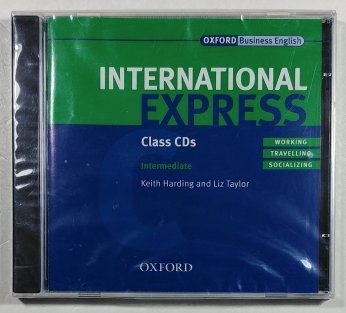 OXFORD Business English
INTERNATIONAL
EXPRESS
Class CDs
WORKING
TRAVELLING
SOCIALIZING
Intermediate
Keith Harding and Liz Taylor
OXFORD